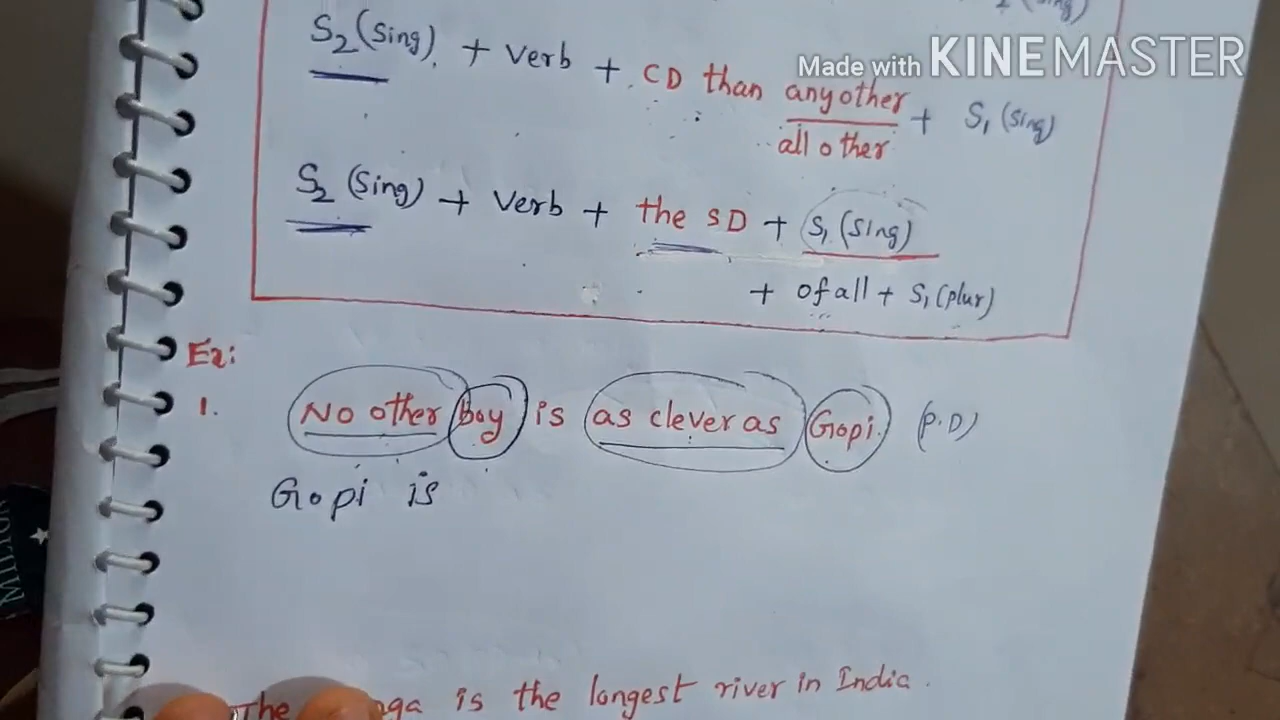 S₂ (Sing) + Verb + CD than any other + S₁ (Sing)
all other
S₂ (Sing) + Verb + the SD + S₁ (Sing)
+ of all + S₁ (plur)
Made with KINEMASTER
Ex:
1. No other boy is as clever as Gopi. (P.D)
Gopi is
The is the longest river in India.
MILTON